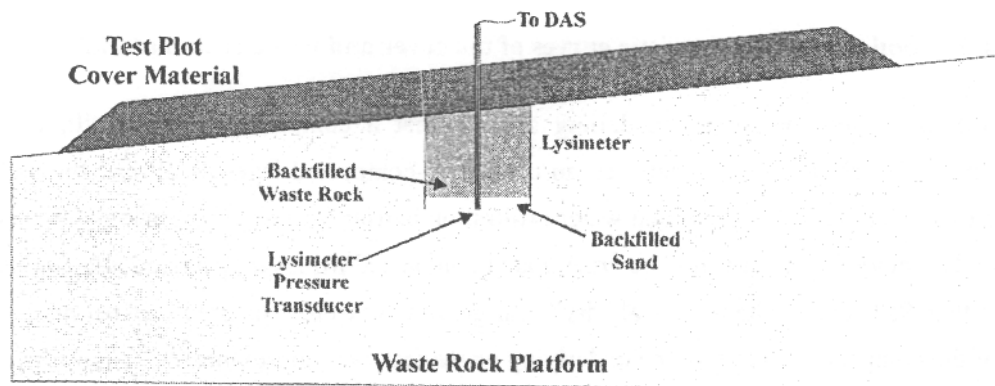 To DAS
Test Plot
Cover Material
Lysimeter
Backfilled
Waste Rock
Backfilled
Sand
Lysimeter
Pressure
Transducer
Waste Rock Platform